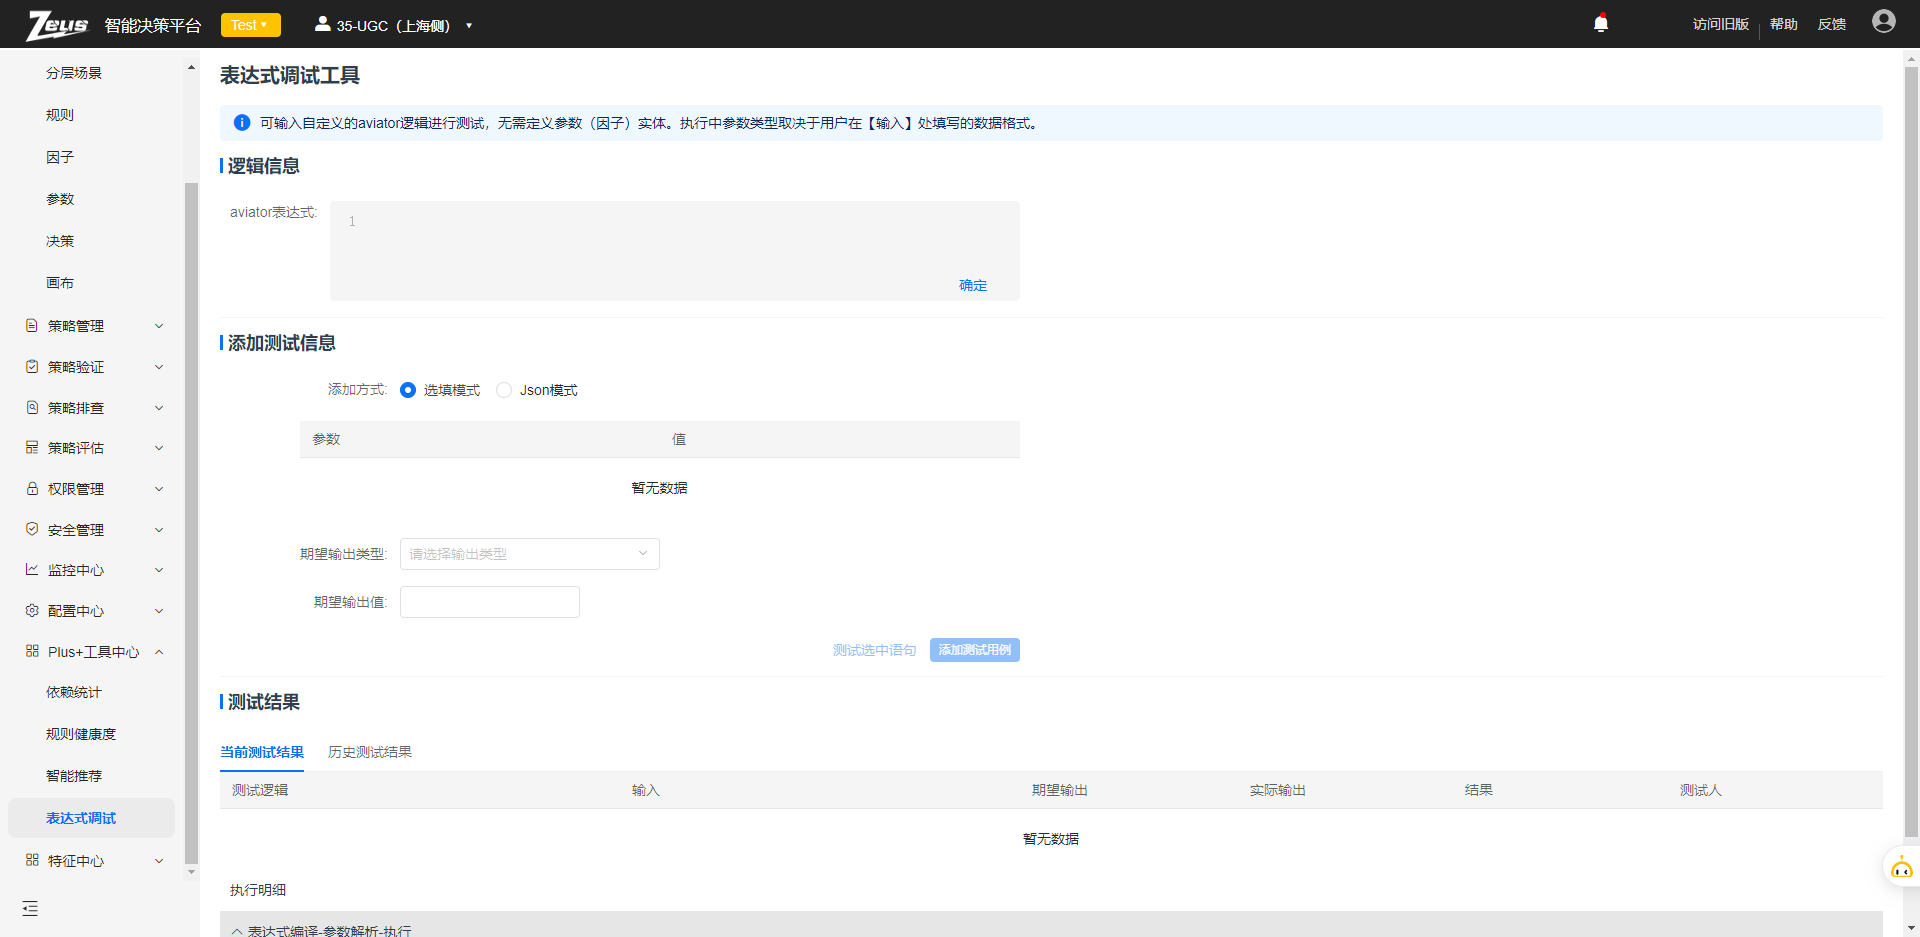 Zeus 智能决策平台 Test 35-UGC（上海侧） 访问旧版 帮助 反馈
分层场景
规则
因子
参数
决策
画布
策略管理
策略验证
策略排查
策略评估
权限管理
安全管理
监控中心
配置中心
Plus+工具中心
依赖统计
规则健康度
智能推荐
表达式调试
特征中心
表达式调试工具
可输入自定义的aviator逻辑进行测试，无需定义参数（因子）实体。执行中参数类型取决于用户在【输入】处填写的数据格式。
逻辑信息
aviator表达式:
1
确定
添加测试信息
添加方式: 选填模式 Json模式
参数 值
暂无数据
期望输出类型: 请选择输出类型
期望输出值:
测试选中语句 添加测试用例
测试结果
当前测试结果 历史测试结果
测试逻辑 输入 期望输出 实际输出 结果 测试人
暂无数据
执行明细
表达式编译-参数解析-执行